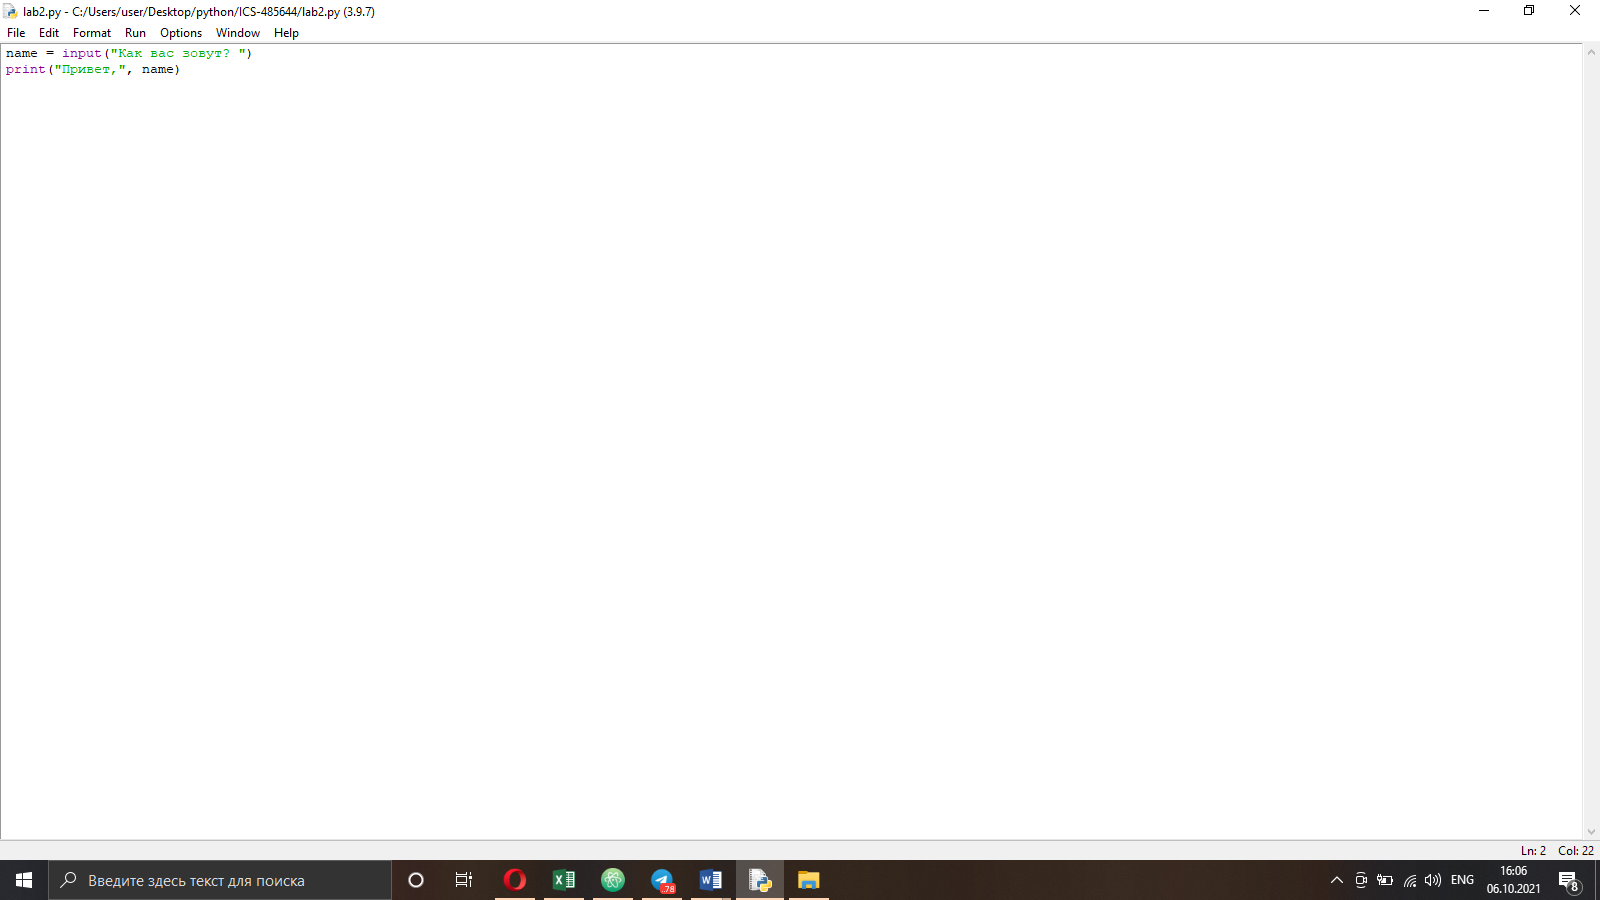 lab2.py - C:/Users/user/Desktop/python/ICS-485644/lab2.py (3.9.7)
File Edit Format Run Options Window Help
name = input("Как вас зовут? ")
print("Привет,", name)
Ln: 2 Col: 22
Введите здесь текст для поиска
.78
ENG
16:06
06.10.2021
8